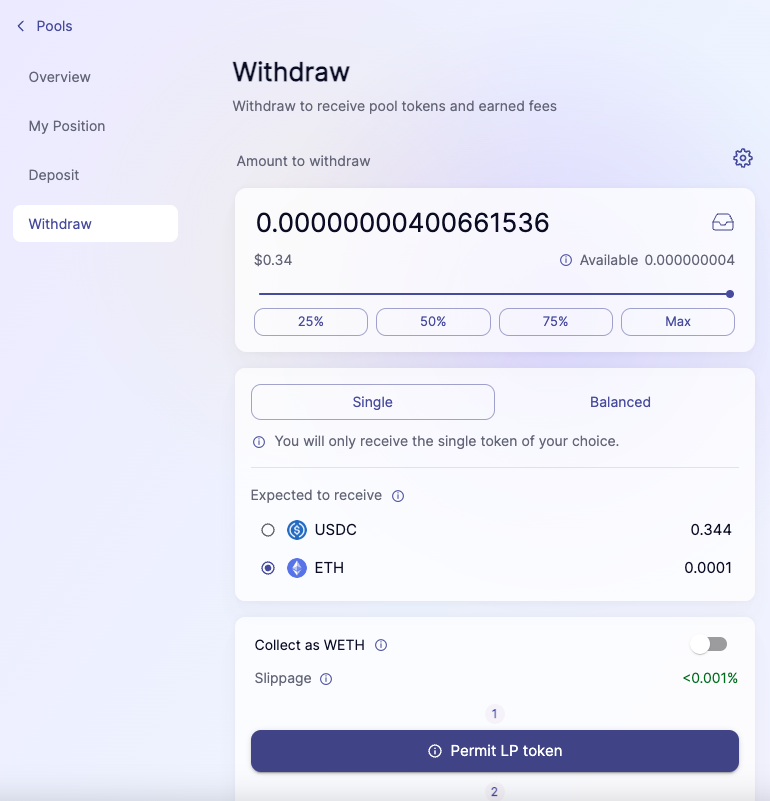 Pools
Overview
My Position
Deposit
Withdraw
Withdraw
Withdraw to receive pool tokens and earned fees
Amount to withdraw
0.00000000400661536
$0.34
Available 0.000000004
25% 50% 75% Max
Single Balanced
You will only receive the single token of your choice.
Expected to receive
USDC 0.344
ETH 0.0001
Collect as WETH
Slippage <0.001%
1
Permit LP token
2